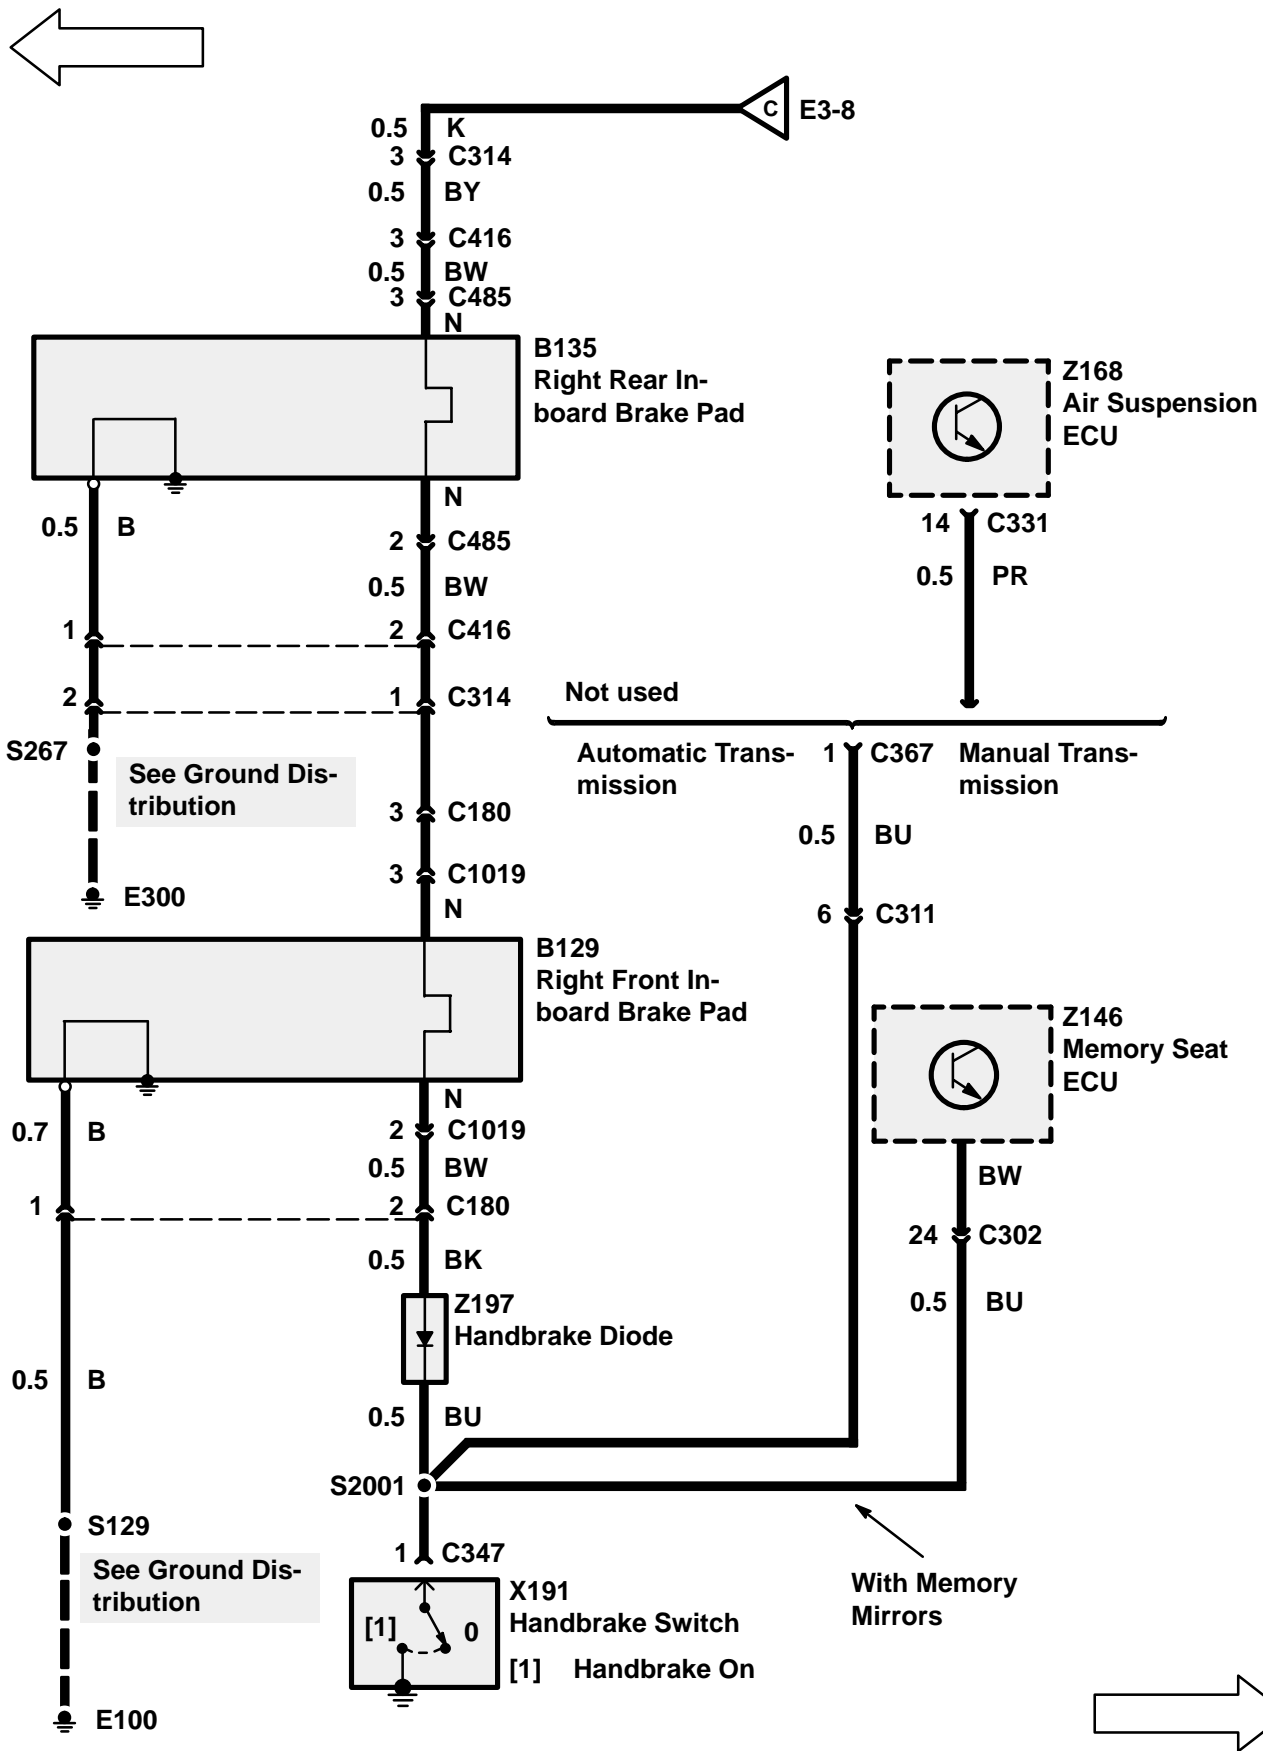 C E3-8
0.5 K
3 C314
0.5 BY
3 C416
0.5 BW
3 C485
N
B135
Right Rear In-
board Brake Pad
N
0.5 B
2 C485
0.5 BW
1 2 C416
2 1 C314
S267
See Ground Dis-
tribution
3 C180
3 C1019
E300
N
B129
Right Front In-
board Brake Pad
N
0.7 B
2 C1019
0.5 BW
1 2 C180
0.5 BK
Z197
Handbrake Diode
0.5 B
0.5 BU
S2001
S129
See Ground Dis-
tribution
E100
1 C347
X191
Handbrake Switch
[1] 0
[1] Handbrake On
Z168
Air Suspension
ECU
14 C331
0.5 PR
Not used
Automatic Trans-
mission
1 C367
Manual Trans-
mission
0.5 BU
6 C311
Z146
Memory Seat
ECU
BW
24 C302
0.5 BU
With Memory
Mirrors